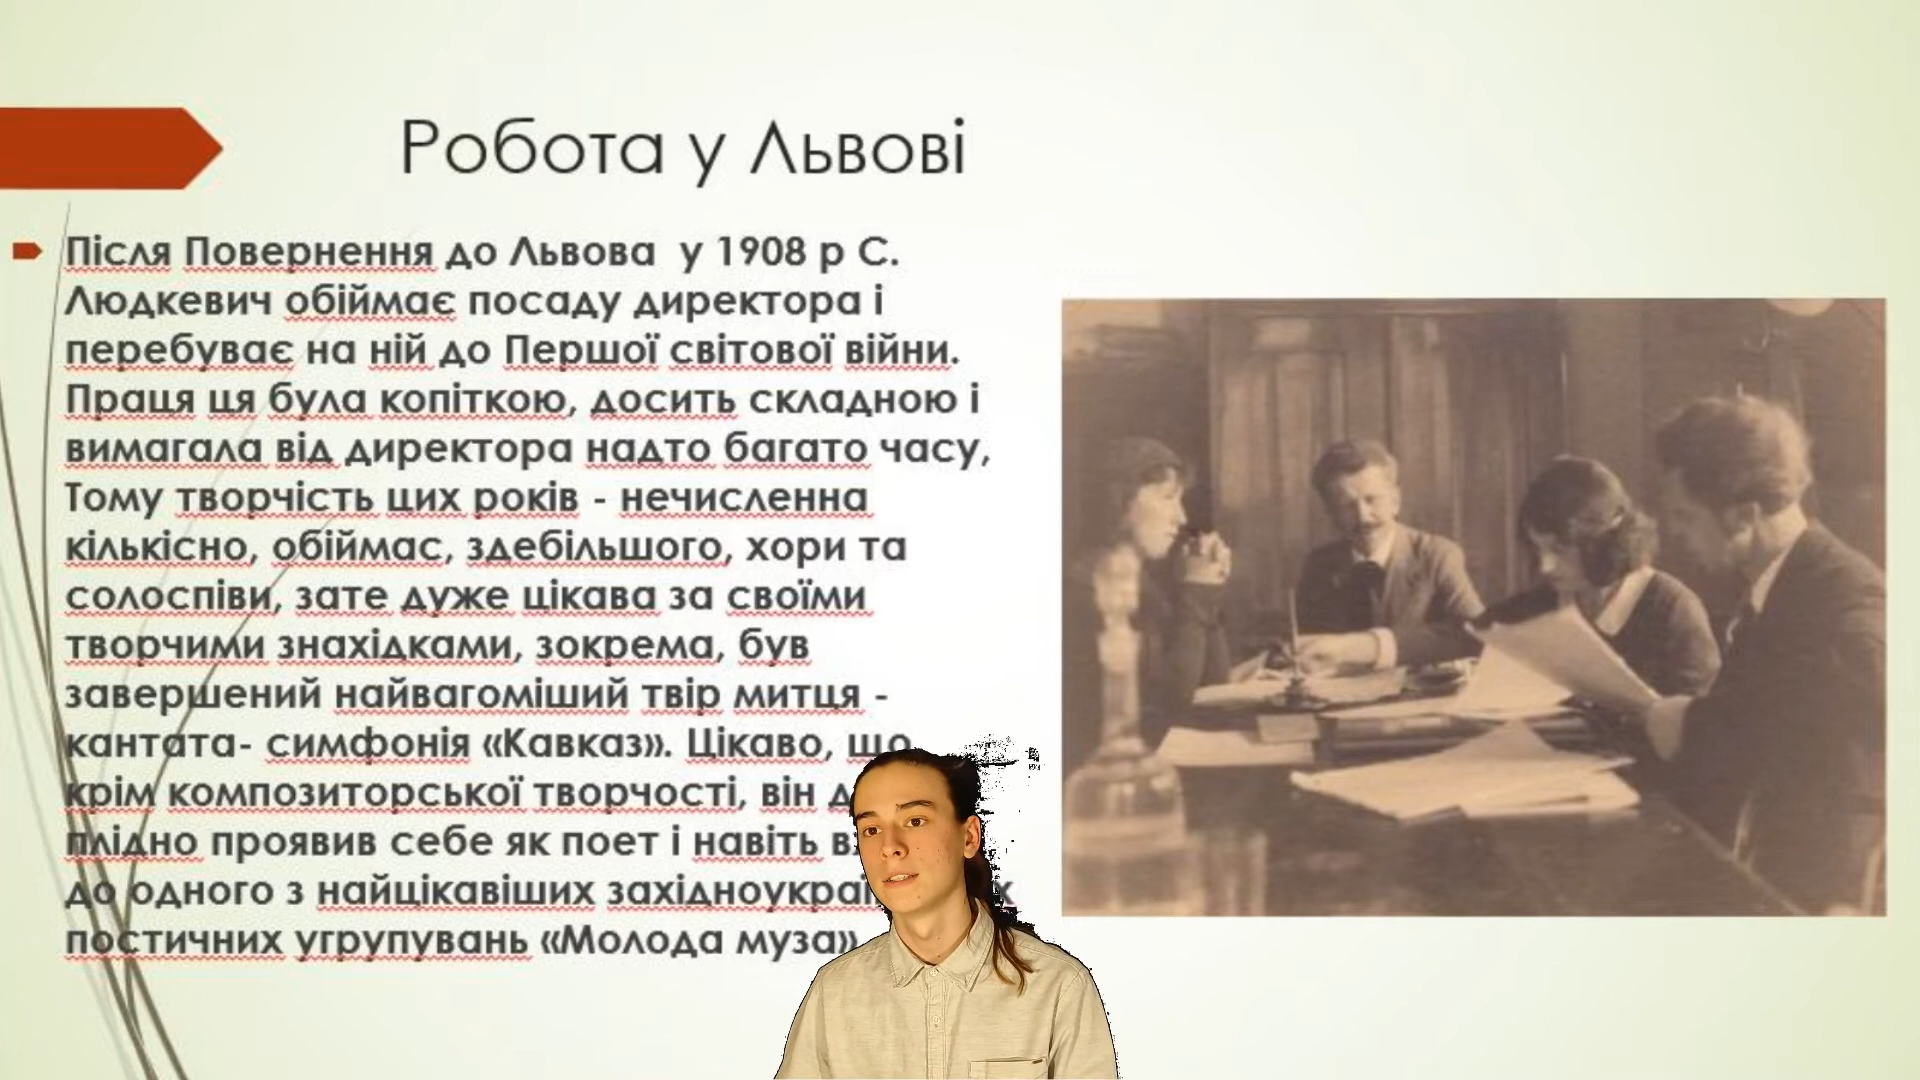 Робота у Львові
Після Повернення до Львова у 1908 р С.
Людкевич обіймає посаду директора і
перебуває на ній до Першої світової війни.
Праця ця була копіткою, досить складною і
вимагала від директора надто багато часу,
Тому творчість цих років - нечисленна
кількісно, обіймас, здебільшого, хори та
солоспіви, зате дуже цікава за своїми
творчими знахідками, зокрема, був
завершений найвагоміший твір митця -
кантата- симфонія «Кавказ». Цікаво, що
крім композиторської творчості, він
плідно проявив себе як поет і навіть
до одного з найцікавіших
постичних угрупувань «Молода муза»